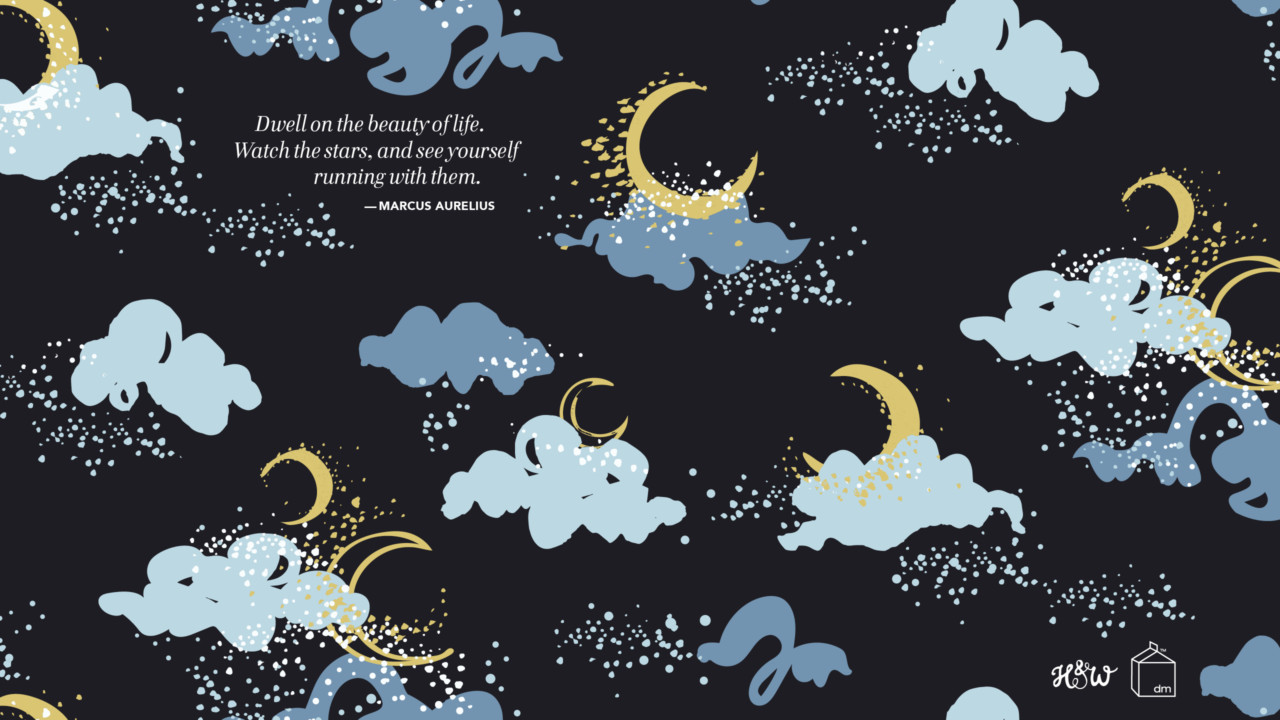 Dwell on the beauty of life.
Watch the stars, and see yourself
running with them.
—MARCUS AURELIUS
H&W
dm